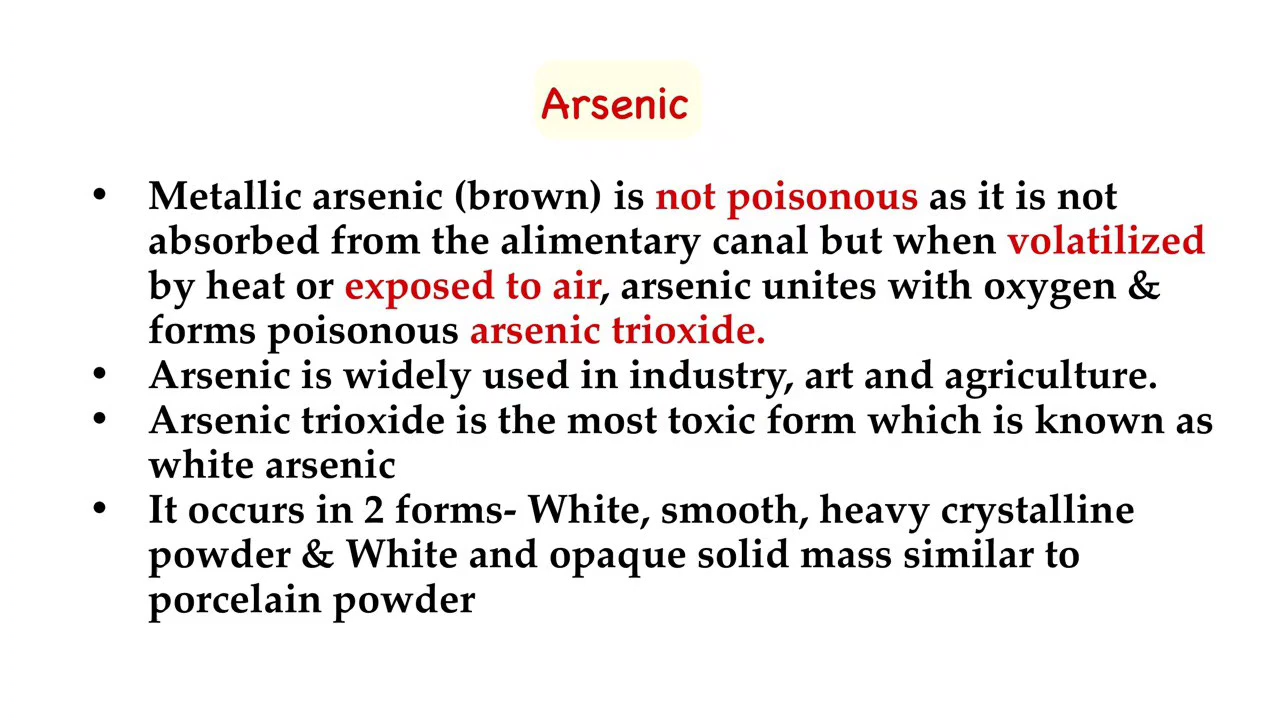 Arsenic
• Metallic arsenic (brown) is not poisonous as it is not
absorbed from the alimentary canal but when volatilized
by heat or exposed to air, arsenic unites with oxygen &
forms poisonous arsenic trioxide.
• Arsenic is widely used in industry, art and agriculture.
• Arsenic trioxide is the most toxic form which is known as
white arsenic
• It occurs in 2 forms- White, smooth, heavy crystalline
powder & White and opaque solid mass similar to
porcelain powder